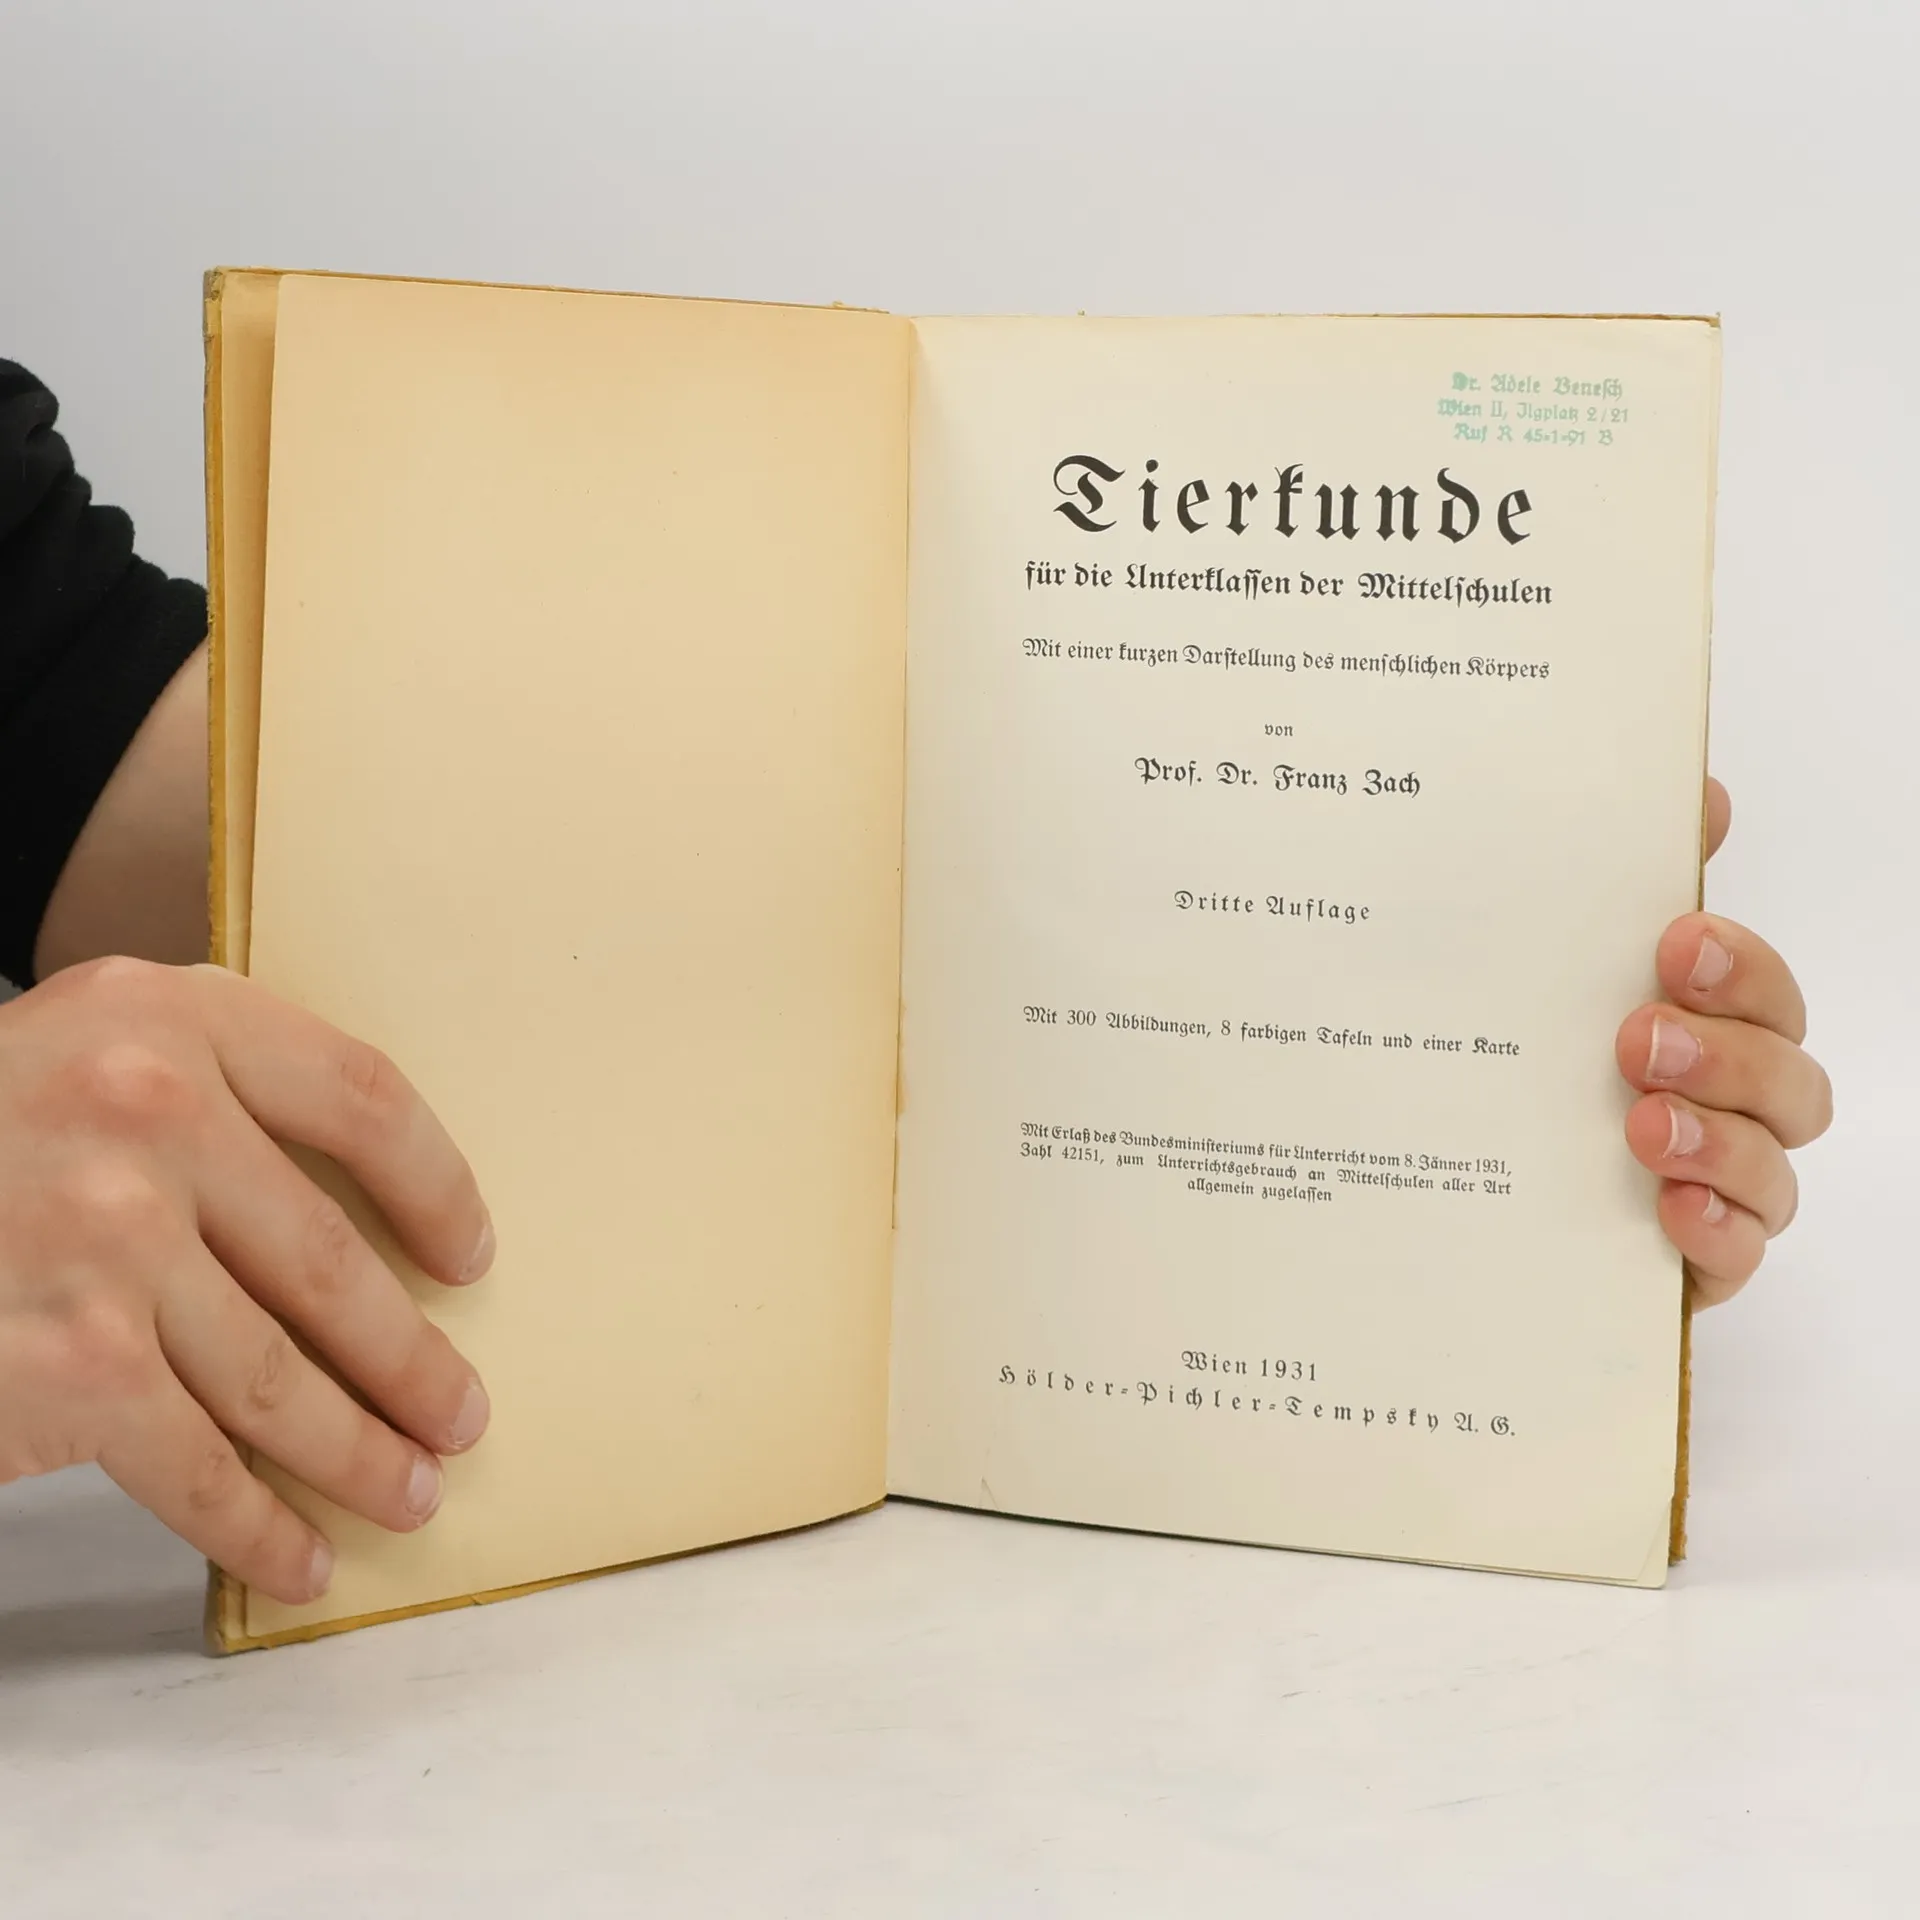 Dr. Adele Benesch
Wien II, Ilgplatz 2/21
Ruf R 45=1=91 B
Tierkunde
für die Unterklassen der Mittelschulen
Mit einer kurzen Darstellung des menschlichen Körpers
von
Prof. Dr. Franz Zach
Dritte Auflage
Mit 300 Abbildungen, 8 farbigen Tafeln und einer Karte
Mit Erlaß des Bundesministeriums für Unterricht vom 8. Jänner 1931,
Zahl 42151, zum Unterrichtsgebrauch an Mittelschulen aller Art
allgemein zugelassen
Wien 1931
Hölder=Pichler=Tempsky A. G.